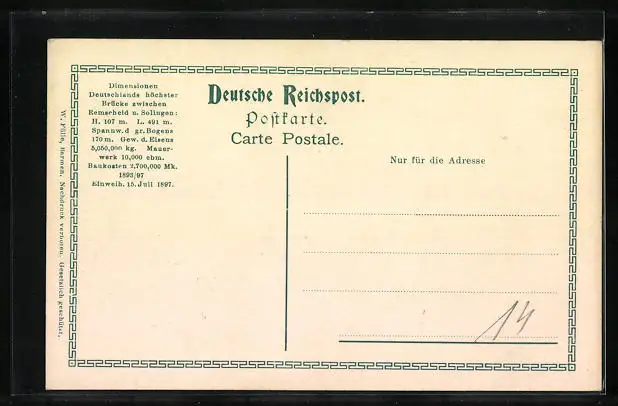 Dimensionen
Deutschlands höchster
Brücke zwischen
Remscheid u. Solingen:
H. 107 m. L. 491 m.
Spannw. d gr. Bogens
170 m. Gew. d. Eisens
5,050,000 kg. Mauer-
werk 10,000 cbm.
Baukosten 2,700,000 Mk.
1893/97
Einweih. 15. Juli 1897.
Deutsche Reichspost.
Postkarte.
Carte Postale.
Nur für die Adresse
14
W. Fülle, Barmen. Nachdruck verboten. Gesetzlich geschützt.